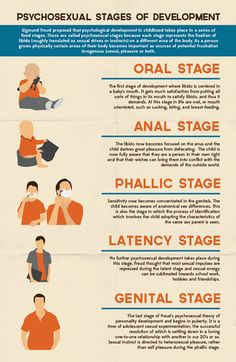 PSYCHOSEXUAL STAGES OF DEVELOPMENT
Sigmund Freud proposed that psychological development in childhood takes place in a series of
fixed stages. These are called psychosexual stages because each stage represents the fixation of
libido (roughly translated as sexual drives or instincts) on a different area of the body. As a person
grows physically certain areas of their body becomes important as sources of potential frustration
(erogenous zones), pleasure or both.
ORAL STAGE
The first stage of development where libido is centered in
a baby's mouth. It gets much satisfaction from putting all
sorts of things in its mouth to satisfy libido, and thus it
demands. At this stage in life are oral, or mouth
orientated, such as sucking, biting, and breast-feeding.
ANAL STAGE
The libido now becomes focused on the anus and the
child derives great pleasure from defecating. The child is
now fully aware that they are a person in their own right
and that their wishes can bring them into conflict with the
demands of the outside world.
PHALLIC STAGE
Sensitivity now becomes concentrated in the genitals. The
child becomes aware of anatomical sex differences. This
is also the stage in which the process of identification
which involves the child adopting the characteristics of
the same sex parent is seen.
LATENCY STAGE
No further psychosexual development takes place during
this stage. Freud thought that most sexual impulses are
repressed during the latent stage and sexual energy
can be sublimated towards school work,
hobbies and friendships.
GENITAL STAGE
The last stage of Freud's psychosexual theory of
personality development and begins in puberty. It is a
time of adolescent sexual experimentation, the successful
resolution of which is settling down in a loving
one-to-one relationship with another in our 20's or so.
Sexual instinct is directed to heterosexual pleasure, rather
than self pleasure during the phallic stage.